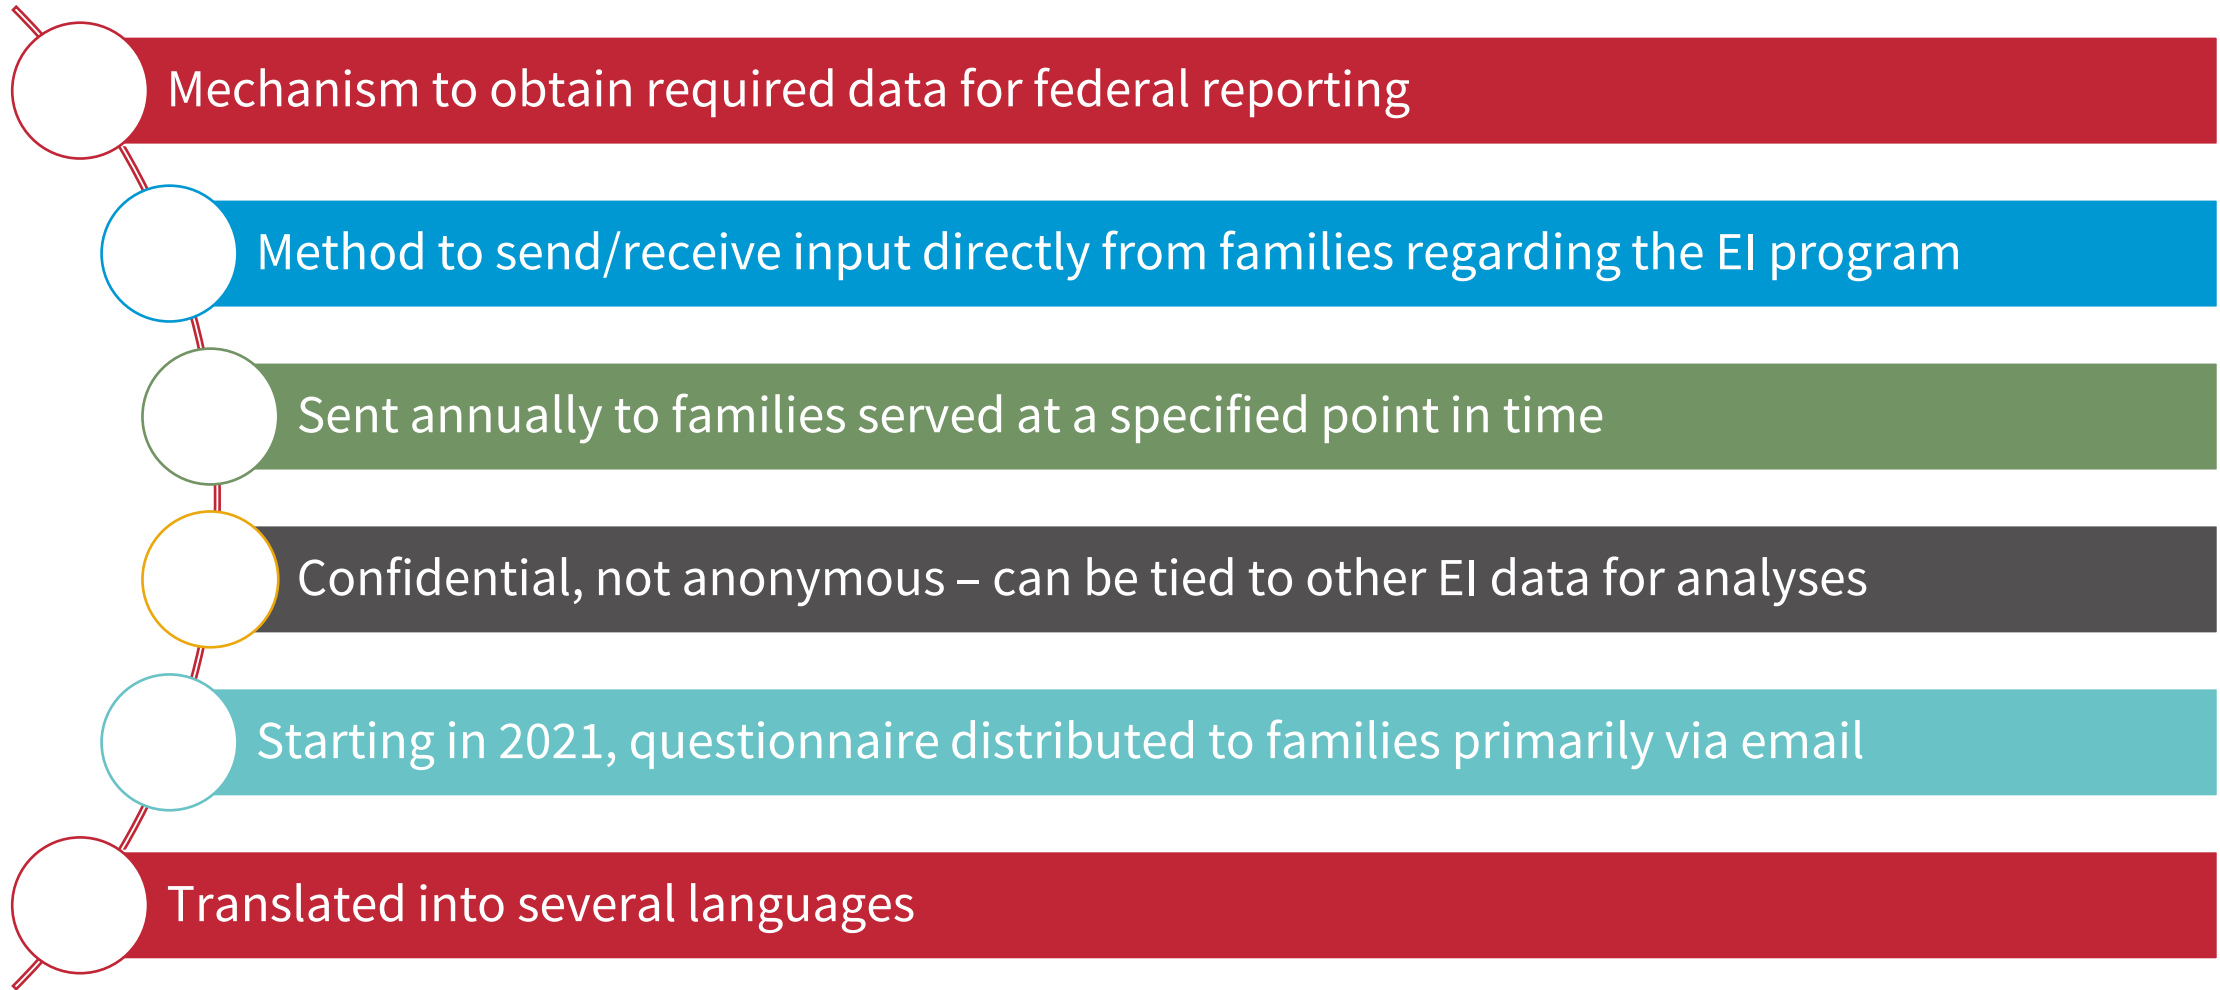 Mechanism to obtain required data for federal reporting
Method to send/receive input directly from families regarding the EI program
Sent annually to families served at a specified point in time
Confidential, not anonymous – can be tied to other EI data for analyses
Starting in 2021, questionnaire distributed to families primarily via email
Translated into several languages